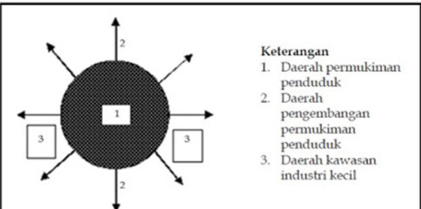 2
1
3
3
2
Keterangan
1. Daerah permukiman
penduduk
2. Daerah
pengembangan
permukiman
penduduk
3. Daerah kawasan
industri kecil